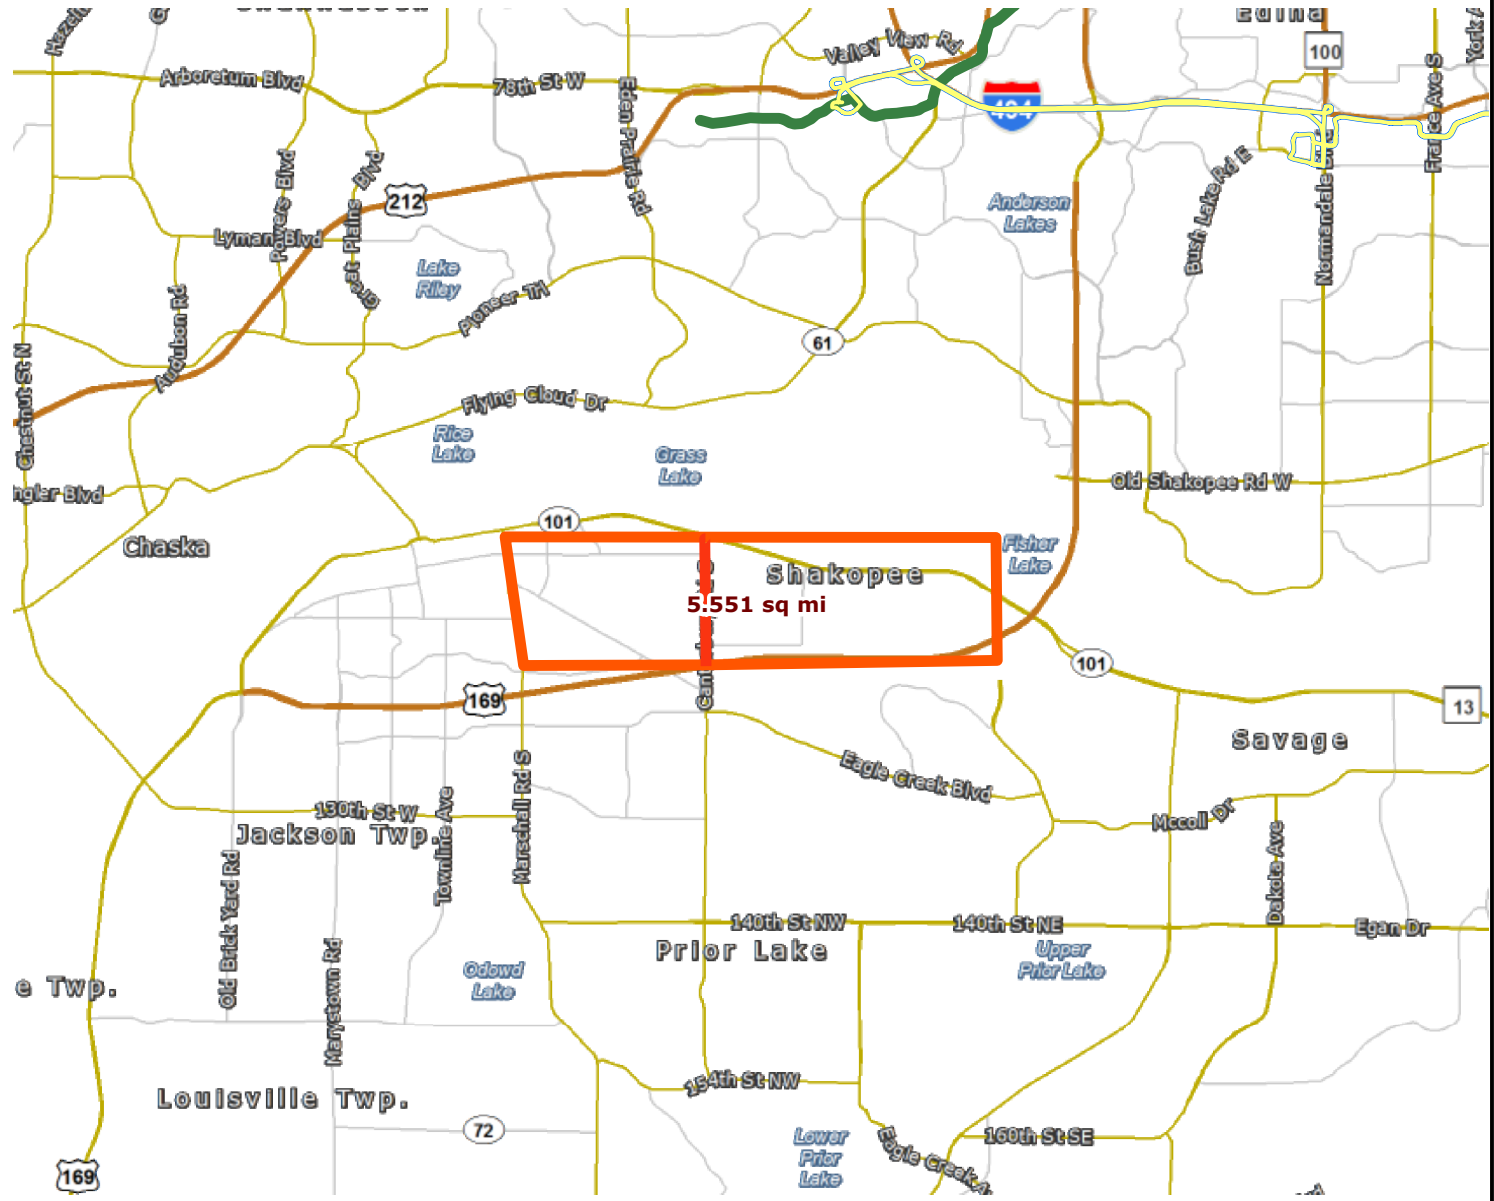 Edina
Valley View Rd
100
Arboretum Blvd
78th St W
494
France Ave S
Eden Prairie Rd
Powers Blvd
Great Plains Blvd
212
Bush Lake Rd E
Anderson
Lakes
Lyman Blvd
Normandale
Lake
Riley
Pioneer Trl
Audubon Rd
61
Chestnut St N
Flying Cloud Dr
Rice
Lake
Grass
Lake
Old Shakopee Rd W
ngler Blvd
101
Chaska
Fisher
Lake
Shakopee
5.551 sq mi
101
169
13
Savage
Eagle Creek Blvd
Marschall Rd S
130th St W
Mccoll Dr
Jackson Twp.
Townline Ave
Dakota Ave
Old Brick Yard Rd
140th St NW
140th St NE
Egan Dr
Prior Lake
Upper
Prior Lake
Odowd
Lake
e Twp.
Marystown Rd
154th St NW
Louisville Twp.
72
Lower
Prior
Lake
160th St SE
Eagle Creek A
169